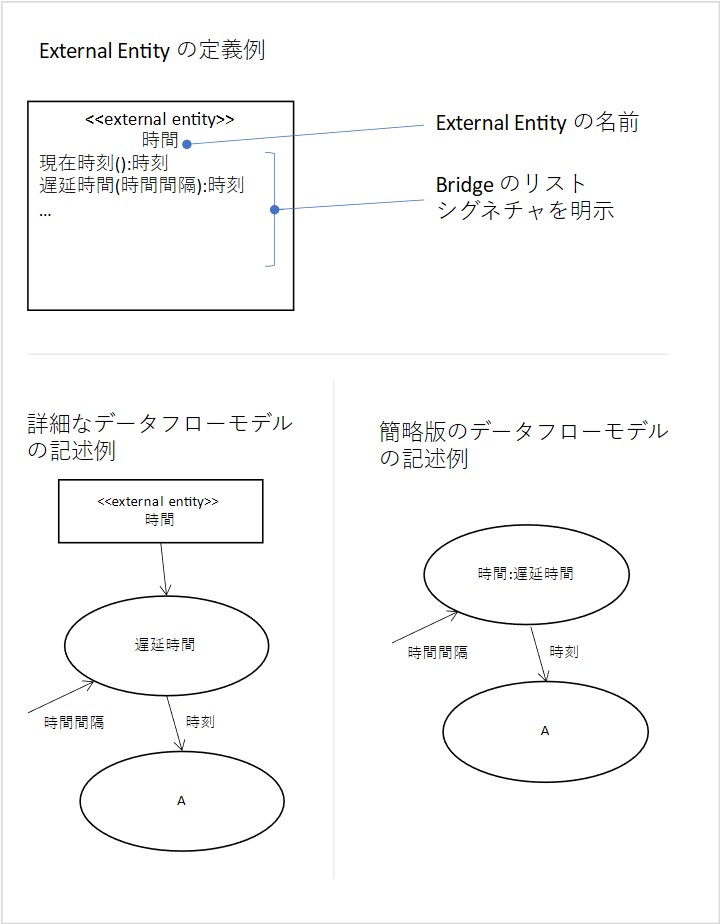 External Entity の定義例
<<external entity>>
時間
現在時刻():時刻
遅延時間(時間間隔):時刻
...
External Entity の名前
Bridge のリスト
シグネチャを明示
詳細なデータフローモデル
の記述例
<<external entity>>
時間
遅延時間
時間間隔
時刻
A
簡略版のデータフローモデル
の記述例
時間:遅延時間
時間間隔
時刻
A